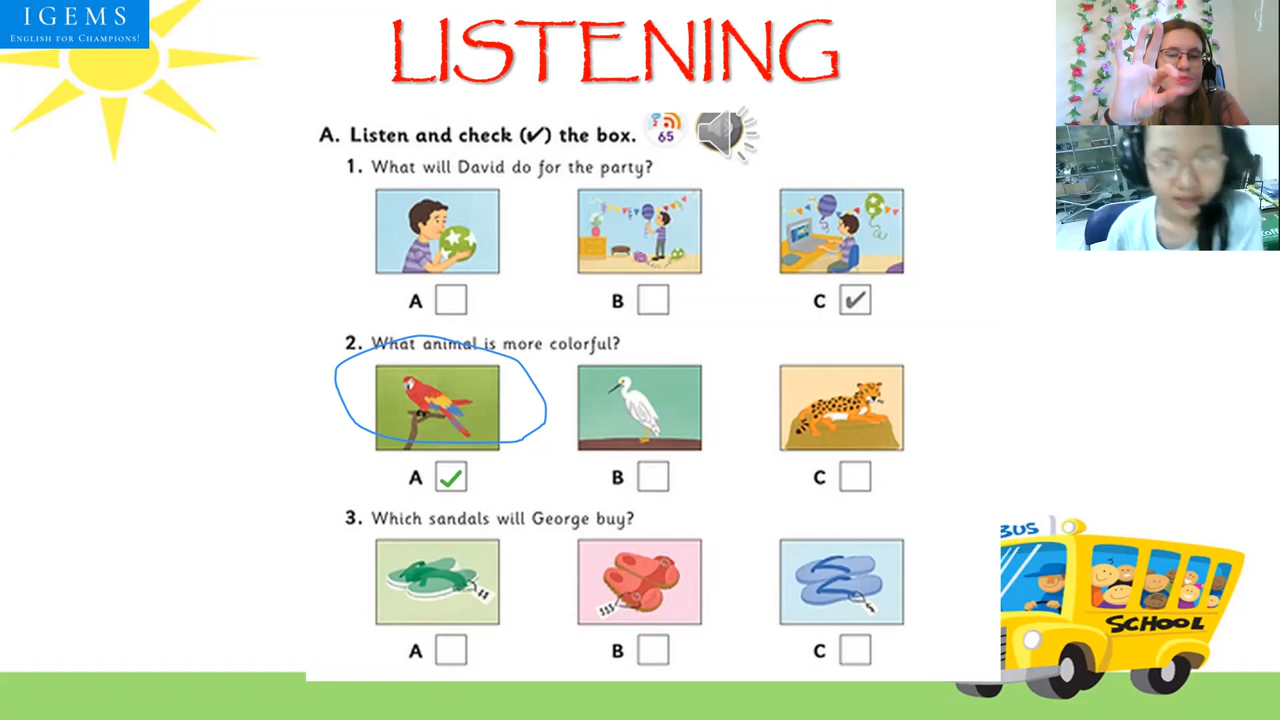 IGEMS
ENGLISH FOR CHAMPIONS!
LISTENING
A. Listen and check (✔) the box.
65
1. What will David do for the party?
A B C ✔
2. What animal is more colorful?
A ✓ B C
3. Which sandals will George buy?
$$ $$$ $
A B C
BUS
SCHOOL